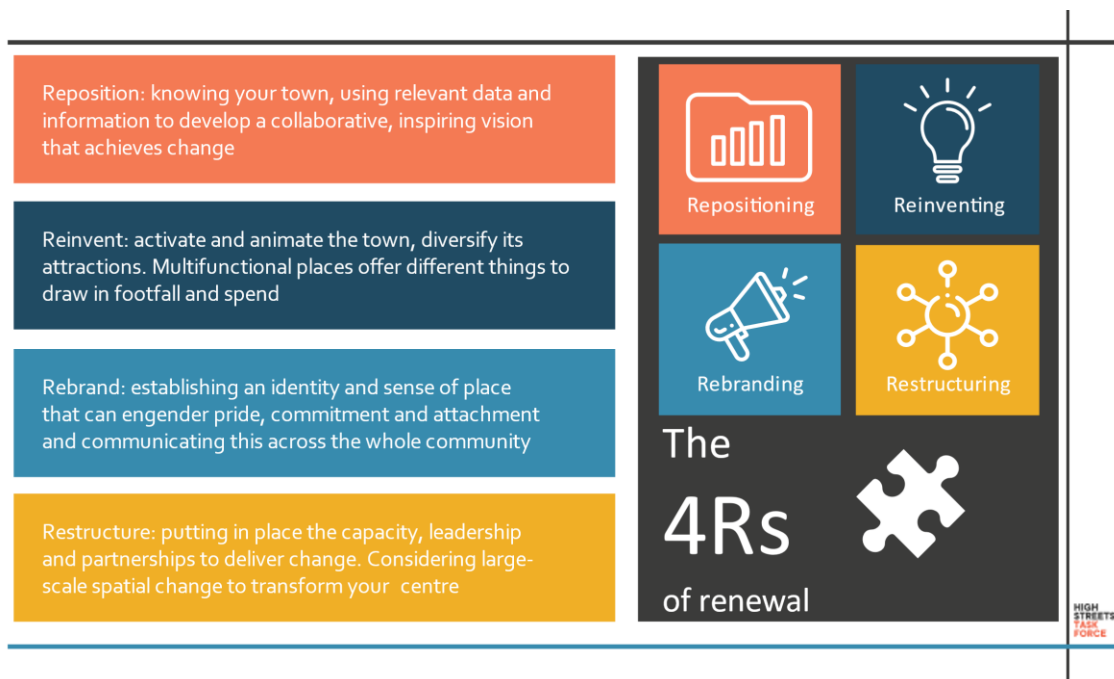 Reposition: knowing your town, using relevant data and
information to develop a collaborative, inspiring vision
that achieves change
Reinvent: activate and animate the town, diversify its
attractions. Multifunctional places offer different things to
draw in footfall and spend
Rebrand: establishing an identity and sense of place
that can engender pride, commitment and attachment
and communicating this across the whole community
Restructure: putting in place the capacity, leadership
and partnerships to deliver change. Considering large-
scale spatial change to transform your centre
Repositioning
Reinventing
Rebranding
Restructuring
The
4Rs
of renewal
HIGH
STREETS
TASK
FORCE